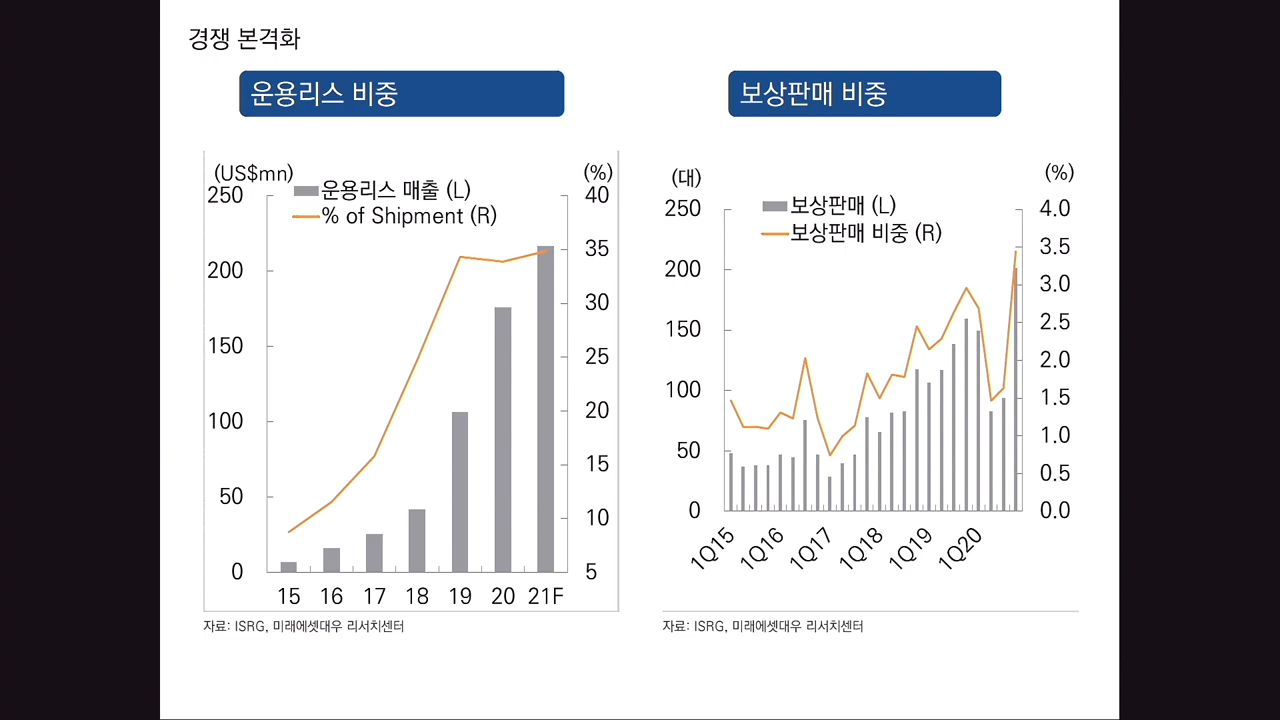 경쟁 본격화
운용리스 비중
보상판매 비중
(US$mn)
(%)
운용리스 매출 (L)
% of Shipment (R)
250
200
150
100
50
0
40
35
30
25
20
15
10
5
15 16 17 18 19 20 21F
자료: ISRG, 미래에셋대우 리서치센터
(대)
(%)
보상판매 (L)
보상판매 비중 (R)
250
200
150
100
50
0
4.0
3.5
3.0
2.5
2.0
1.5
1.0
0.5
0.0
1Q15 1Q16 1Q17 1Q18 1Q19 1Q20
자료: ISRG, 미래에셋대우 리서치센터